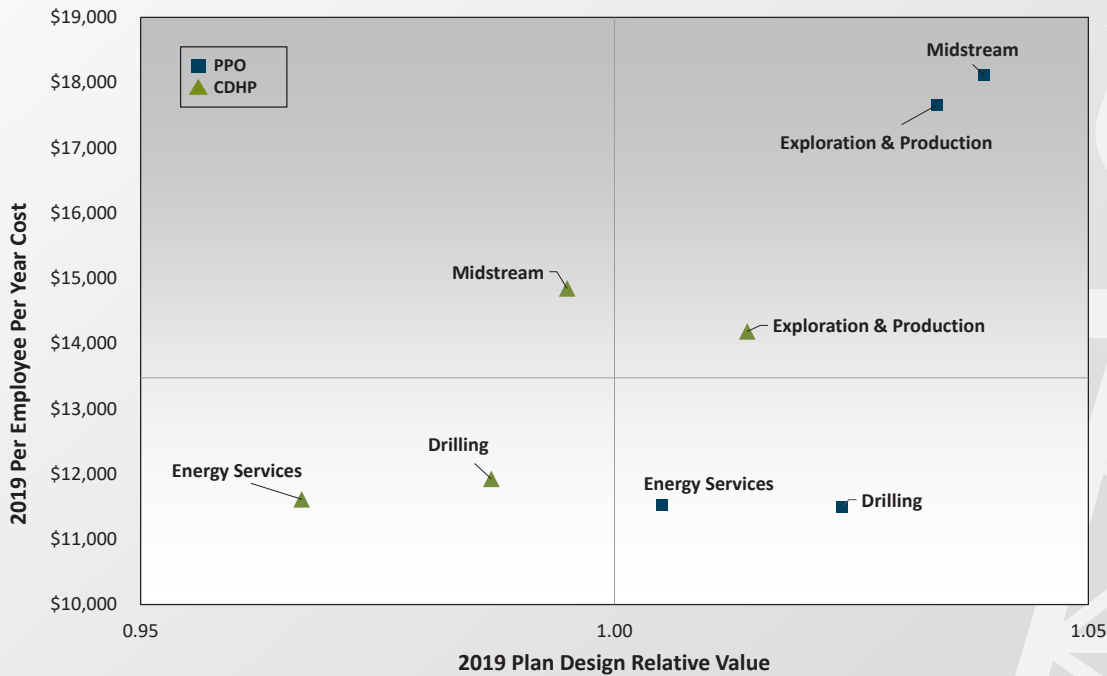 $19,000
$18,000
$17,000
$16,000
$15,000
$14,000
$13,000
$12,000
$11,000
$10,000
2019 Per Employee Per Year Cost
PPO
CDHP
Midstream
Exploration & Production
Midstream
Exploration & Production
Drilling
Energy Services
Energy Services
Drilling
0.95
1.00
1.05
2019 Plan Design Relative Value